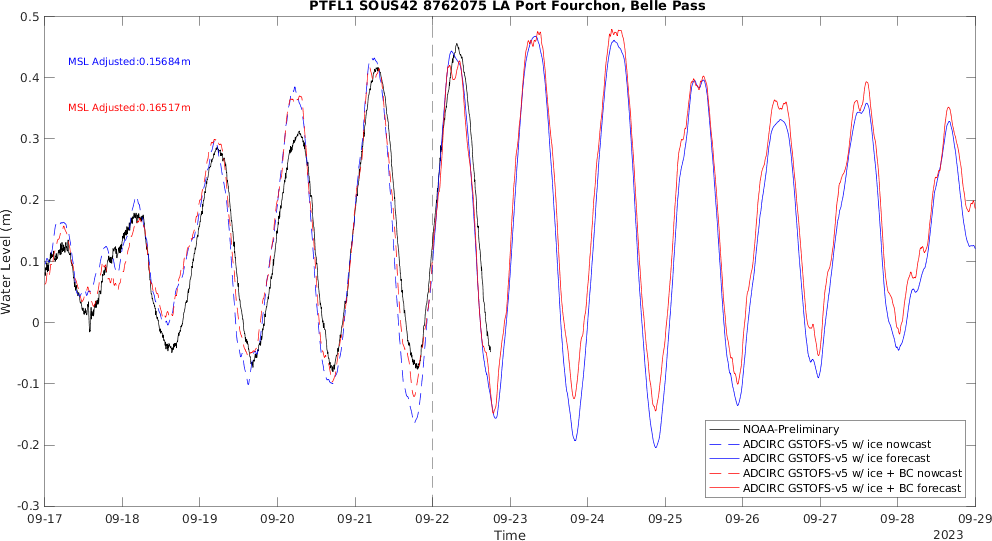 PTFL1 SOUS42 8762075 LA Port Fourchon, Belle Pass
0.5
0.4
0.3
0.2
0.1
0
-0.1
-0.2
-0.3
Water Level (m)
MSL Adjusted:0.15684m
MSL Adjusted:0.16517m
NOAA-Preliminary
ADCIRC GSTOFS-v5 w/ ice nowcast
ADCIRC GSTOFS-v5 w/ ice forecast
ADCIRC GSTOFS-v5 w/ ice + BC nowcast
ADCIRC GSTOFS-v5 w/ ice + BC forecast
09-17 09-18 09-19 09-20 09-21 09-22 09-23 09-24 09-25 09-26 09-27 09-28 09-29
Time
2023